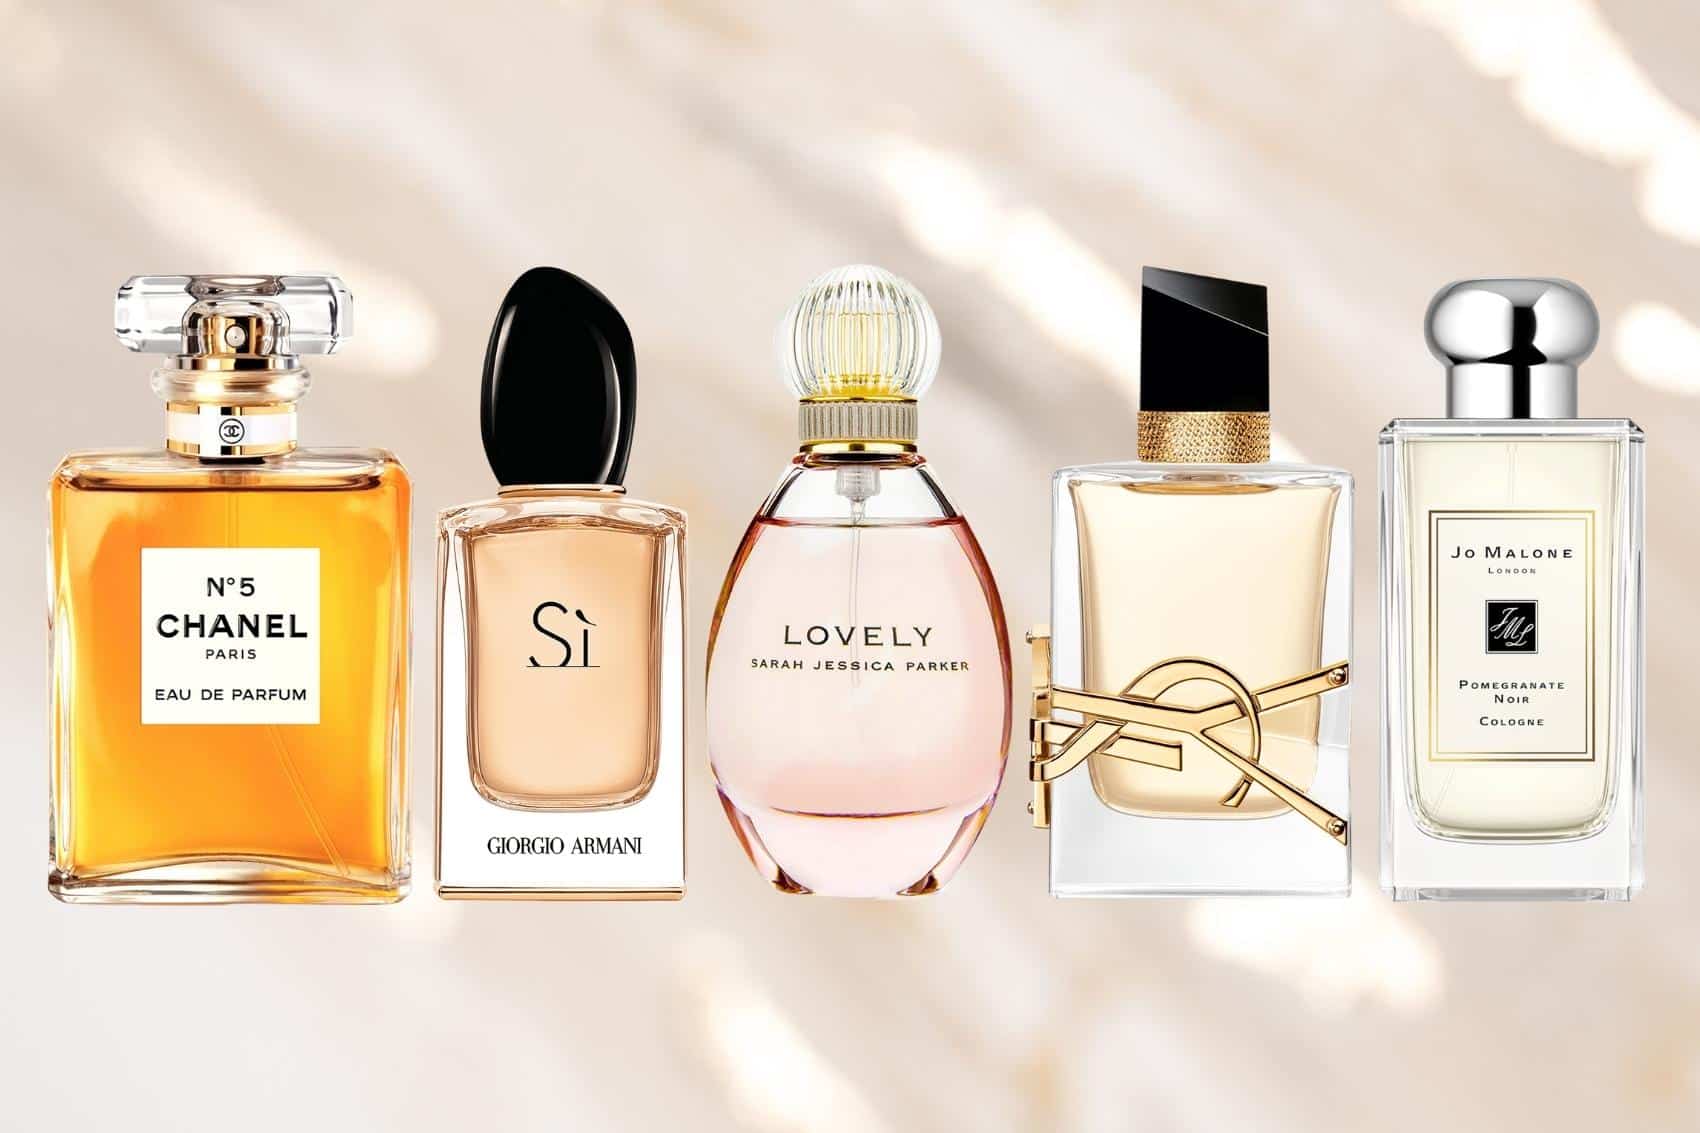 N°5
CHANEL
PARIS
EAU DE PARFUM
Sì
GIORGIO ARMANI
LOVELY
SARAH JESSICA PARKER
YSL
JO MALONE
LONDON
JML
POMEGRANATE
NOIR
COLOGNE